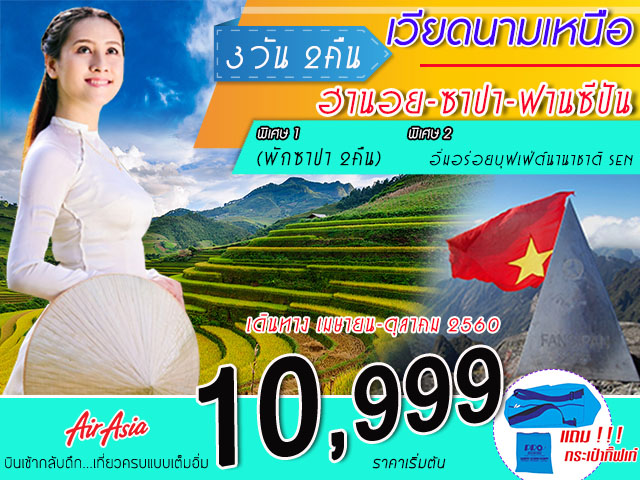 3วัน 2คืน
เวียดนามเหนือ
ฮานอย-ซาปา-ฟานซีปัน
พิเศษ 1
(พักซาปา 2คืน)
พิเศษ 2
อิ่มอร่อยบุฟเฟ่ต์นานาชาติ SEN
FAN
เดินทาง เมษายน-ตุลาคม 2560
10,999
AirAsia
บินเช้ากลับดึก...เที่ยวครบแบบเต็มอิ่ม
ราคาเริ่มต้น
แถม !!!
กระเป๋ากิ๊ฟเก๋